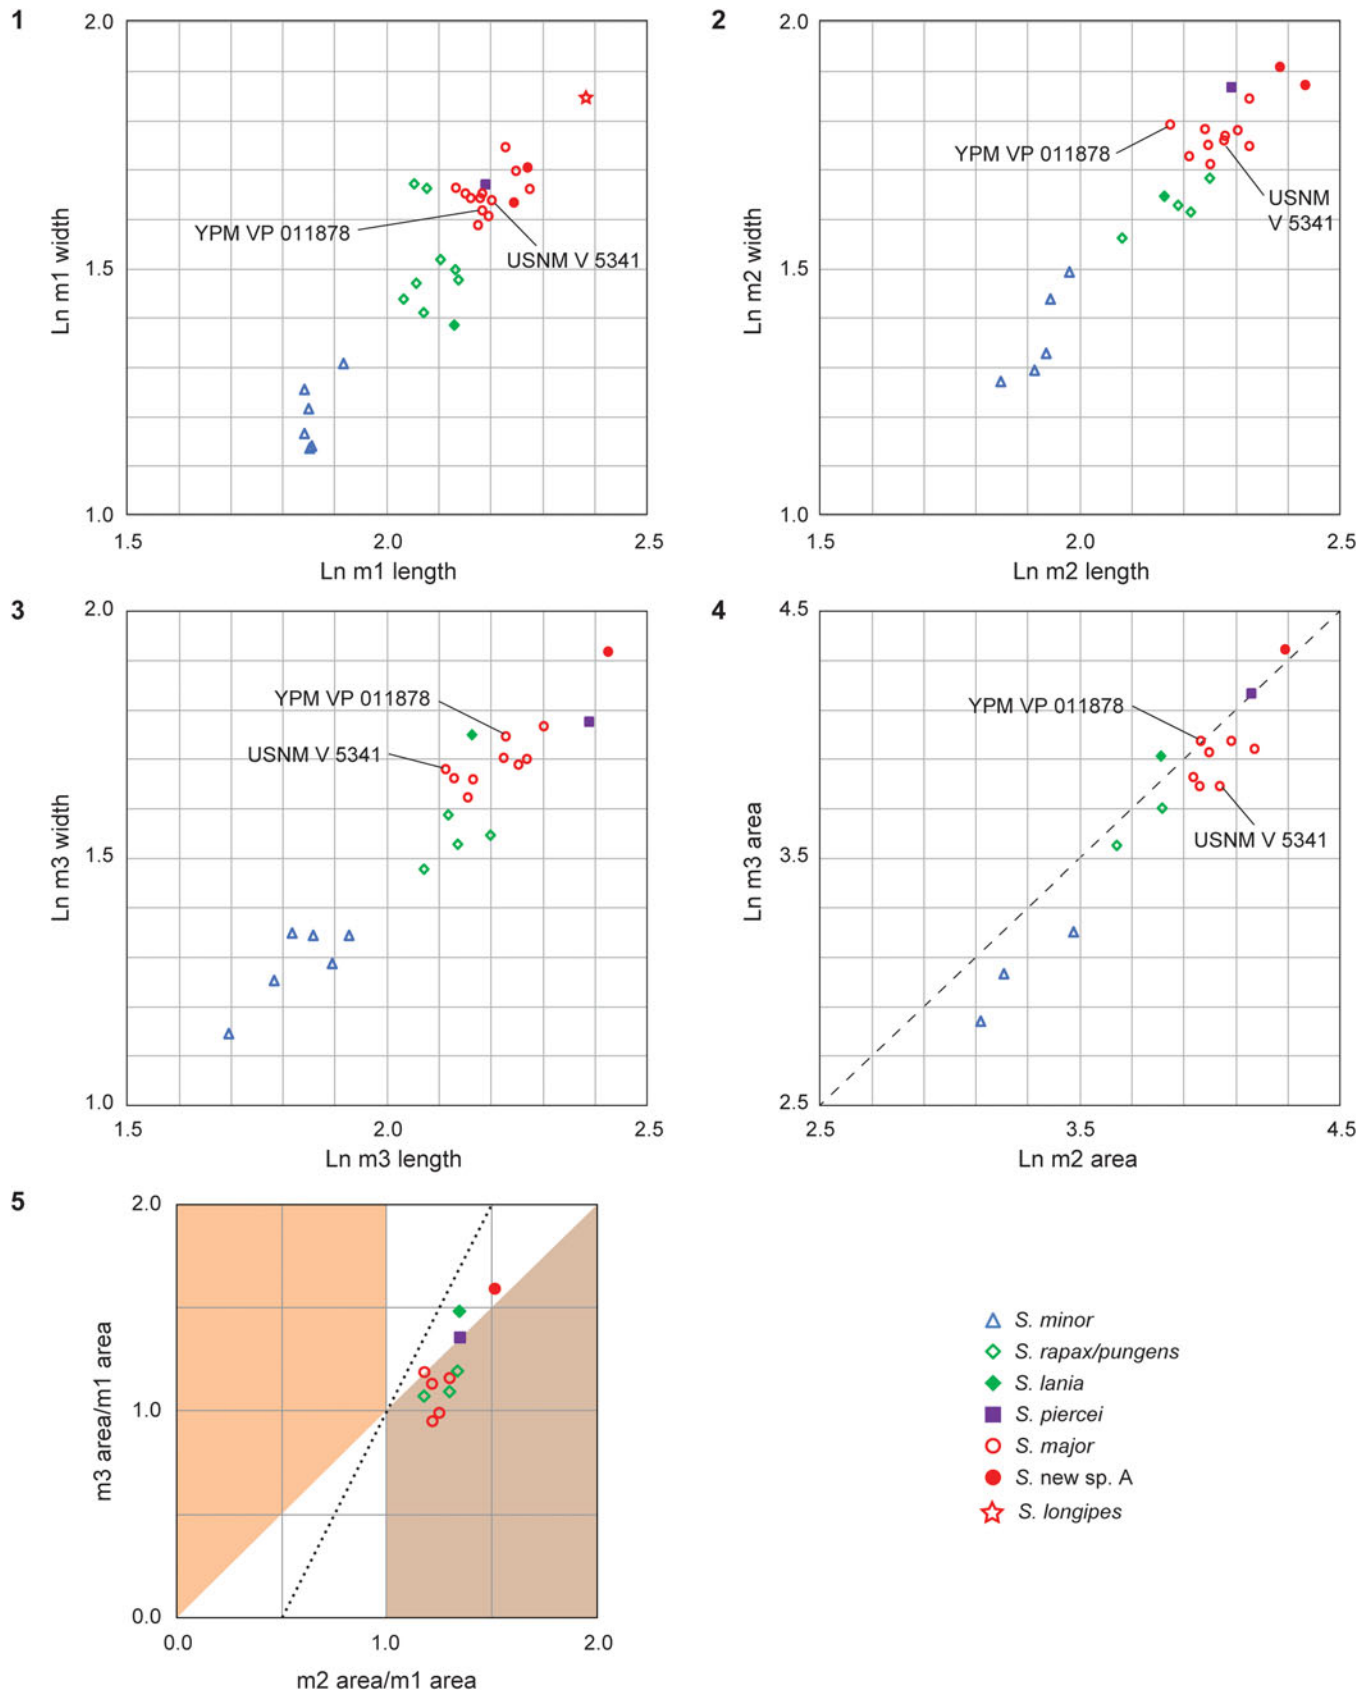 1
2.0
YPM VP 011878
USNM V 5341
1.5
1.0
1.5
2.0
2.5
Ln m1 width
Ln m1 length
2
2.0
YPM VP 011878
USNM
V 5341
1.5
1.0
1.5
2.0
2.5
Ln m2 width
Ln m2 length
3
2.0
YPM VP 011878
USNM V 5341
1.5
1.0
1.5
2.0
2.5
Ln m3 width
Ln m3 length
4
4.5
YPM VP 011878
USNM V 5341
3.5
2.5
2.5
3.5
4.5
Ln m3 area
Ln m2 area
5
2.0
1.0
0.0
0.0
1.0
2.0
m3 area/m1 area
m2 area/m1 area
S. minor
S. rapax/pungens
S. lania
S. piercei
S. major
S. new sp. A
S. longipes